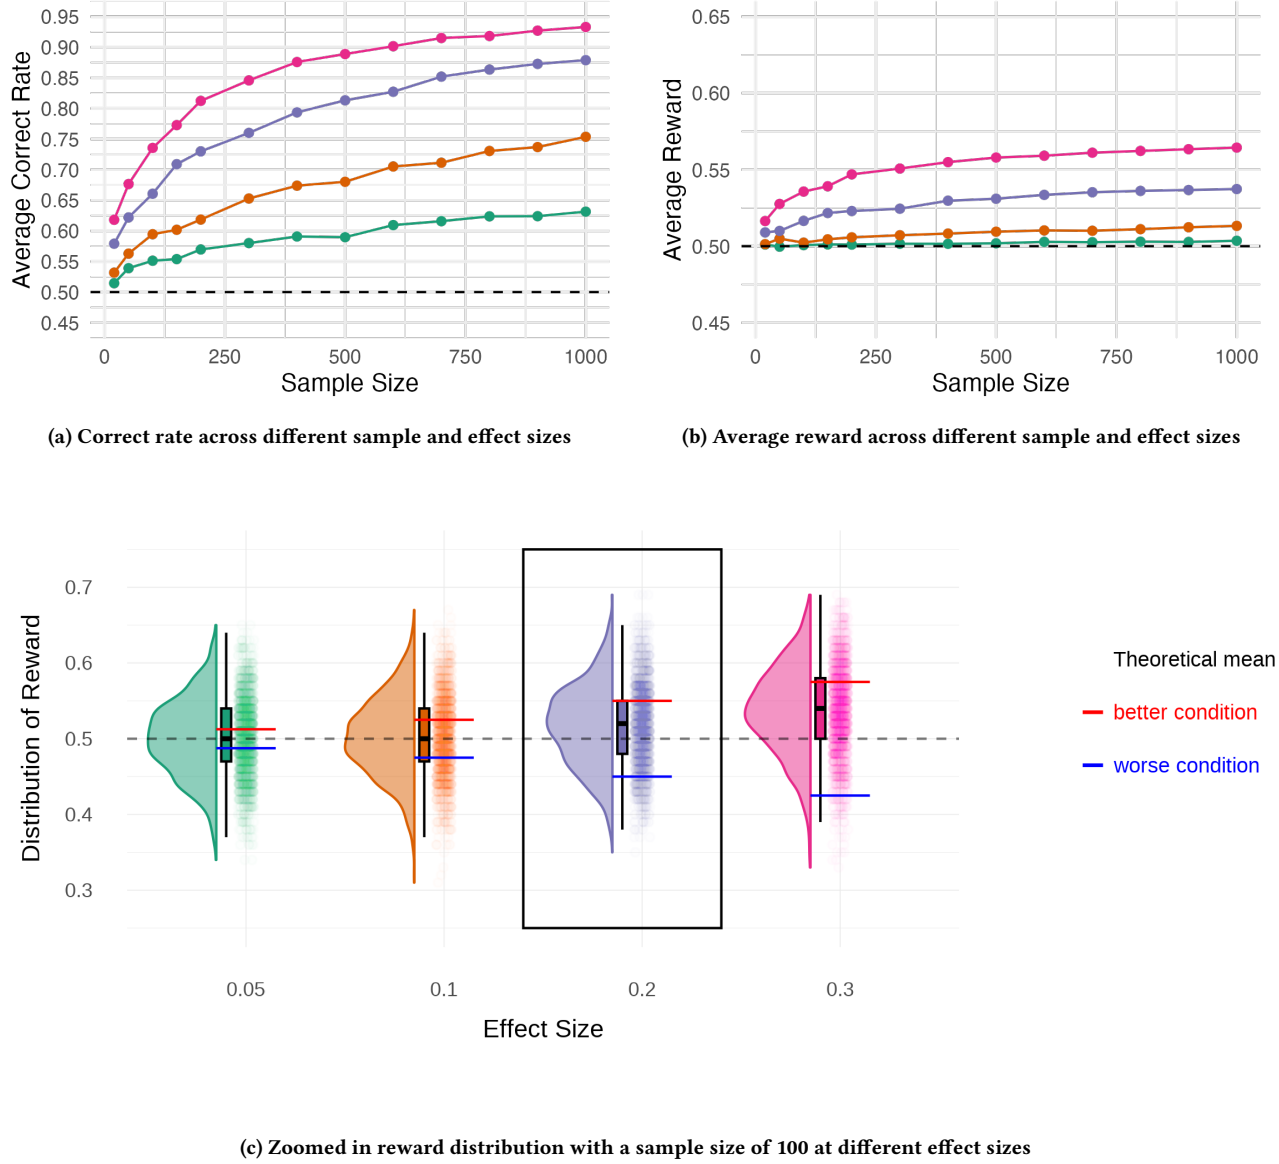 0.95
0.90
0.85
0.80
0.75
0.70
0.65
0.60
0.55
0.50
0.45
Average Correct Rate
0 250 500 750 1000
Sample Size
(a) Correct rate across different sample and effect sizes
0.65
0.60
0.55
0.50
0.45
Average Reward
0 250 500 750 1000
Sample Size
(b) Average reward across different sample and effect sizes
0.7
0.6
0.5
0.4
0.3
Distribution of Reward
0.05 0.1 0.2 0.3
Effect Size
Theoretical mean
better condition
worse condition
(c) Zoomed in reward distribution with a sample size of 100 at different effect sizes